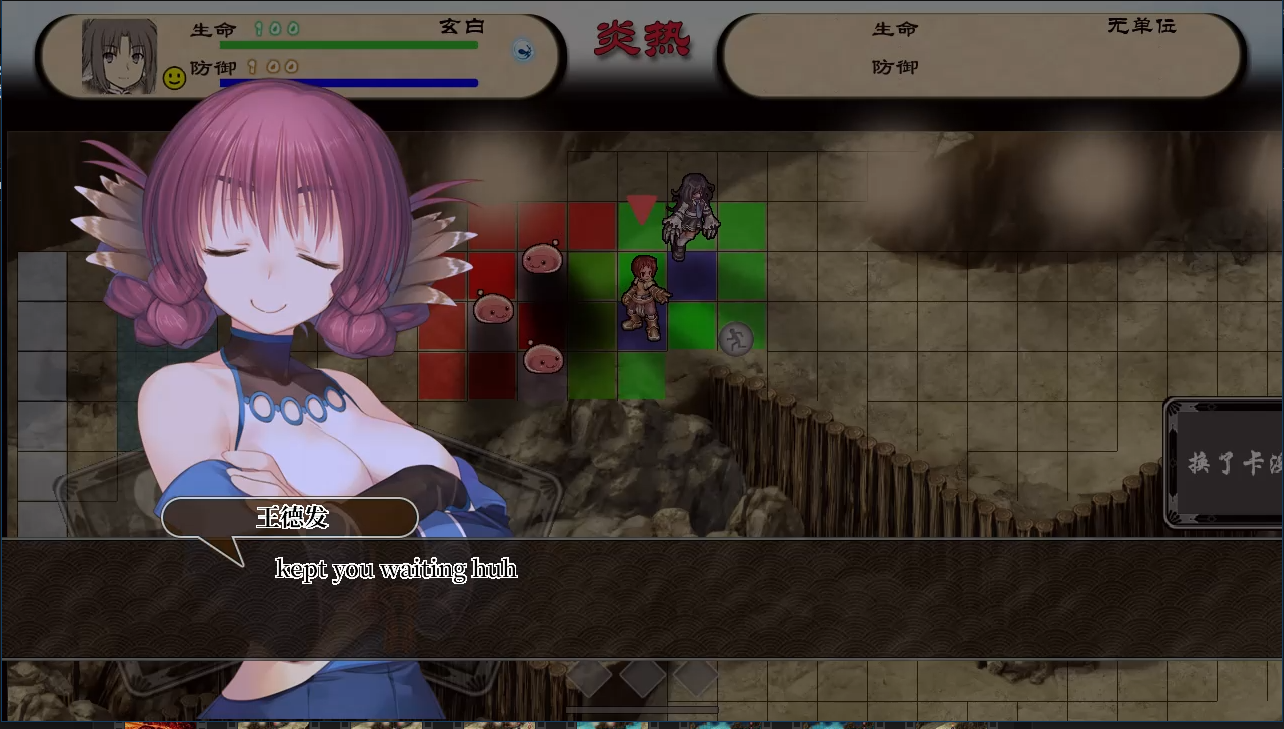 生命 100 玄白
防御 100
炎热
生命 无单位
防御
换了卡
王德发
kept you waiting huh